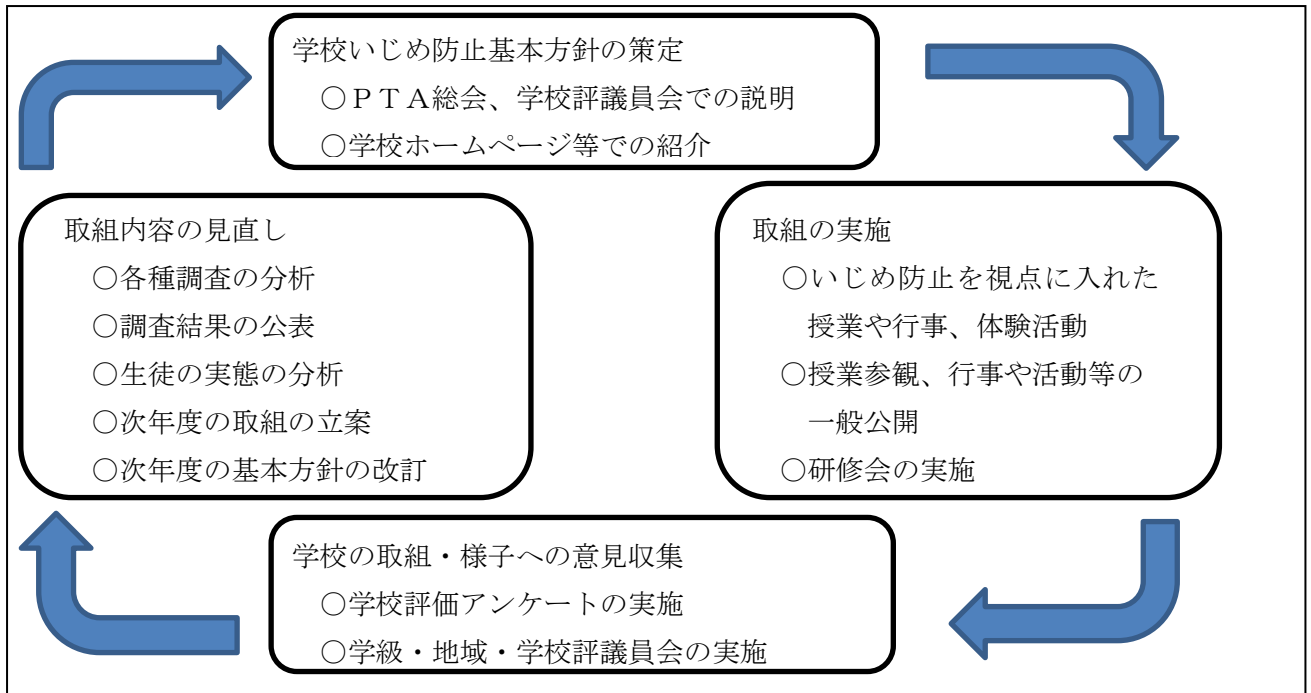 学校いじめ防止基本方針の策定
○ＰＴＡ総会、学校評議員会での説明
○学校ホームページ等での紹介
取組の実施
○いじめ防止を視点に入れた
授業や行事、体験活動
○授業参観、行事や活動等の
一般公開
○研修会の実施
学校の取組・様子への意見収集
○学校評価アンケートの実施
○学級・地域・学校評議員会の実施
取組内容の見直し
○各種調査の分析
○調査結果の公表
○生徒の実態の分析
○次年度の取組の立案
○次年度の基本方針の改訂